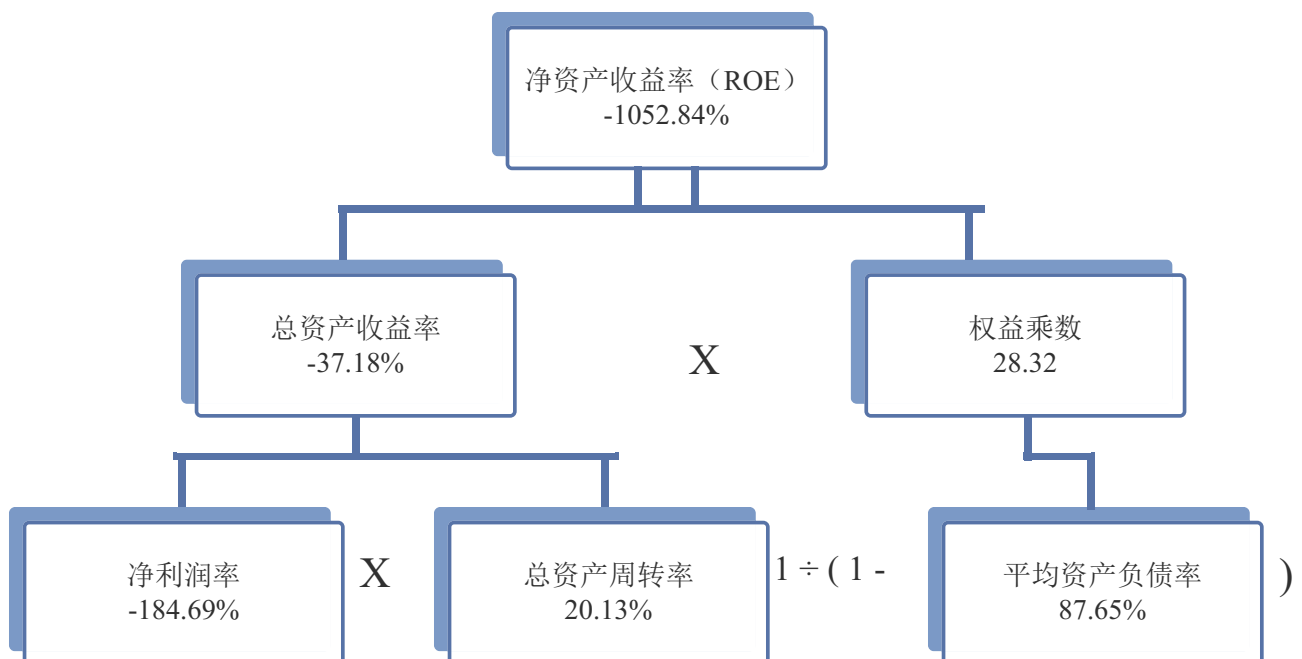 净资产收益率（ROE）
-1052.84%
总资产收益率
-37.18%
X
权益乘数
28.32
净利润率
-184.69%
X
总资产周转率
20.13%
1 ÷ ( 1 -
平均资产负债率
87.65%
)